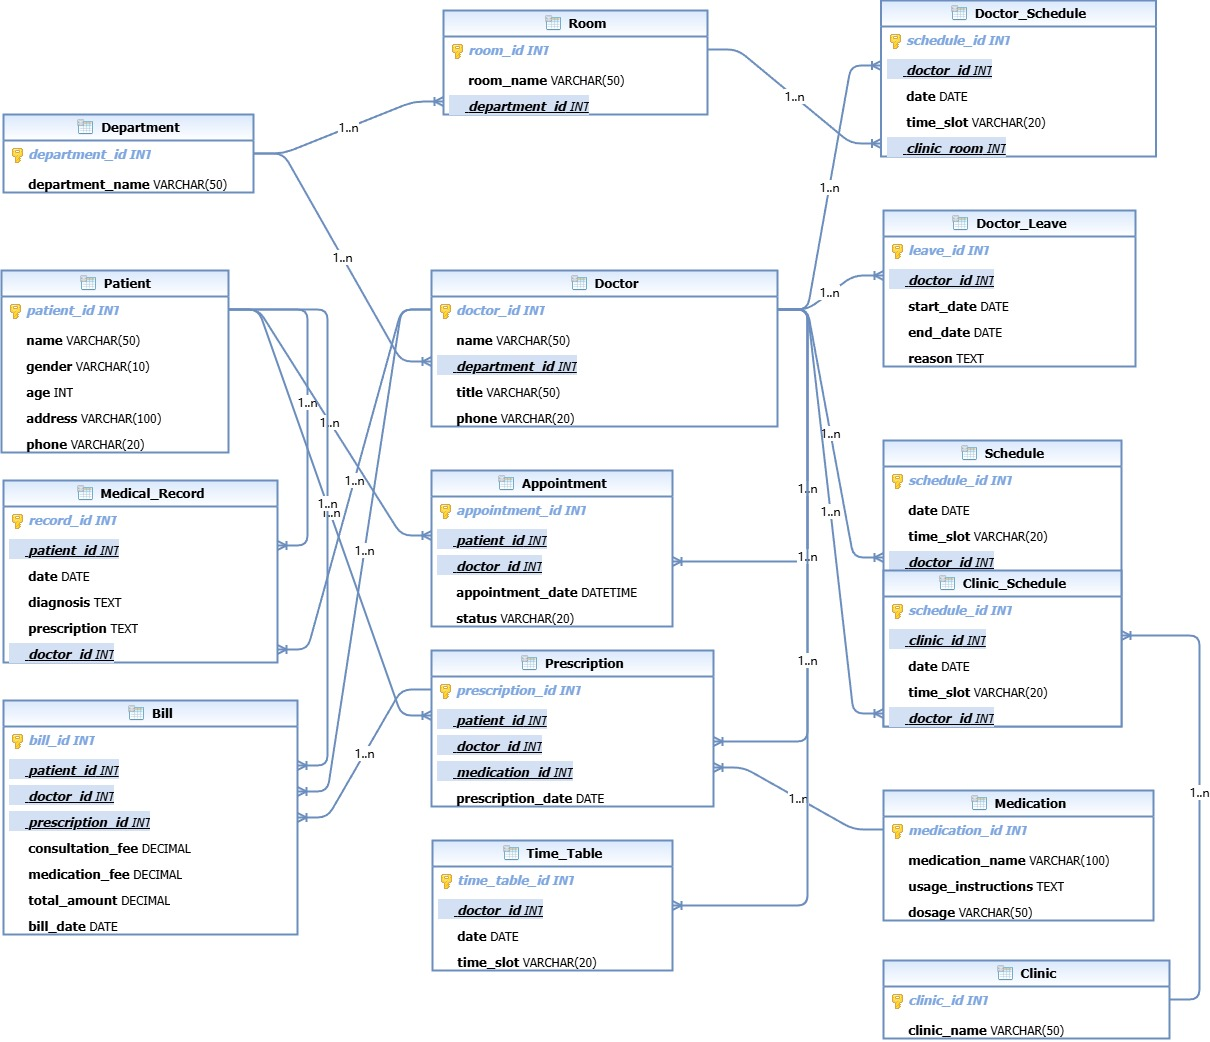 Room
room_id INT
room_name VARCHAR(50)
department_id INT
Doctor_Schedule
schedule_id INT
doctor_id INT
date DATE
time_slot VARCHAR(20)
clinic_room INT
Department
department_id INT
department_name VARCHAR(50)
1..n
1..n
1..n
1..n
Doctor_Leave
leave_id INT
doctor_id INT
start_date DATE
end_date DATE
reason TEXT
1..n
Patient
patient_id INT
name VARCHAR(50)
gender VARCHAR(10)
age INT
address VARCHAR(100)
phone VARCHAR(20)
Doctor
doctor_id INT
name VARCHAR(50)
department_id INT
title VARCHAR(50)
phone VARCHAR(20)
1..n
1..n
1..n
1..n
1..n
1..n
1..n
1..n
Schedule
schedule_id INT
date DATE
time_slot VARCHAR(20)
doctor_id INT
Medical_Record
record_id INT
patient_id INT
date DATE
diagnosis TEXT
prescription TEXT
doctor_id INT
Appointment
appointment_id INT
patient_id INT
doctor_id INT
appointment_date DATETIME
status VARCHAR(20)
1..n
1..n
Clinic_Schedule
schedule_id INT
clinic_id INT
date DATE
time_slot VARCHAR(20)
doctor_id INT
Bill
bill_id INT
patient_id INT
doctor_id INT
prescription_id INT
consultation_fee DECIMAL
medication_fee DECIMAL
total_amount DECIMAL
bill_date DATE
1..n
Prescription
prescription_id INT
patient_id INT
doctor_id INT
medication_id INT
prescription_date DATE
1..n
1..n
1..n
Medication
medication_id INT
medication_name VARCHAR(100)
usage_instructions TEXT
dosage VARCHAR(50)
Time_Table
time_table_id INT
doctor_id INT
date DATE
time_slot VARCHAR(20)
Clinic
clinic_id INT
clinic_name VARCHAR(50)